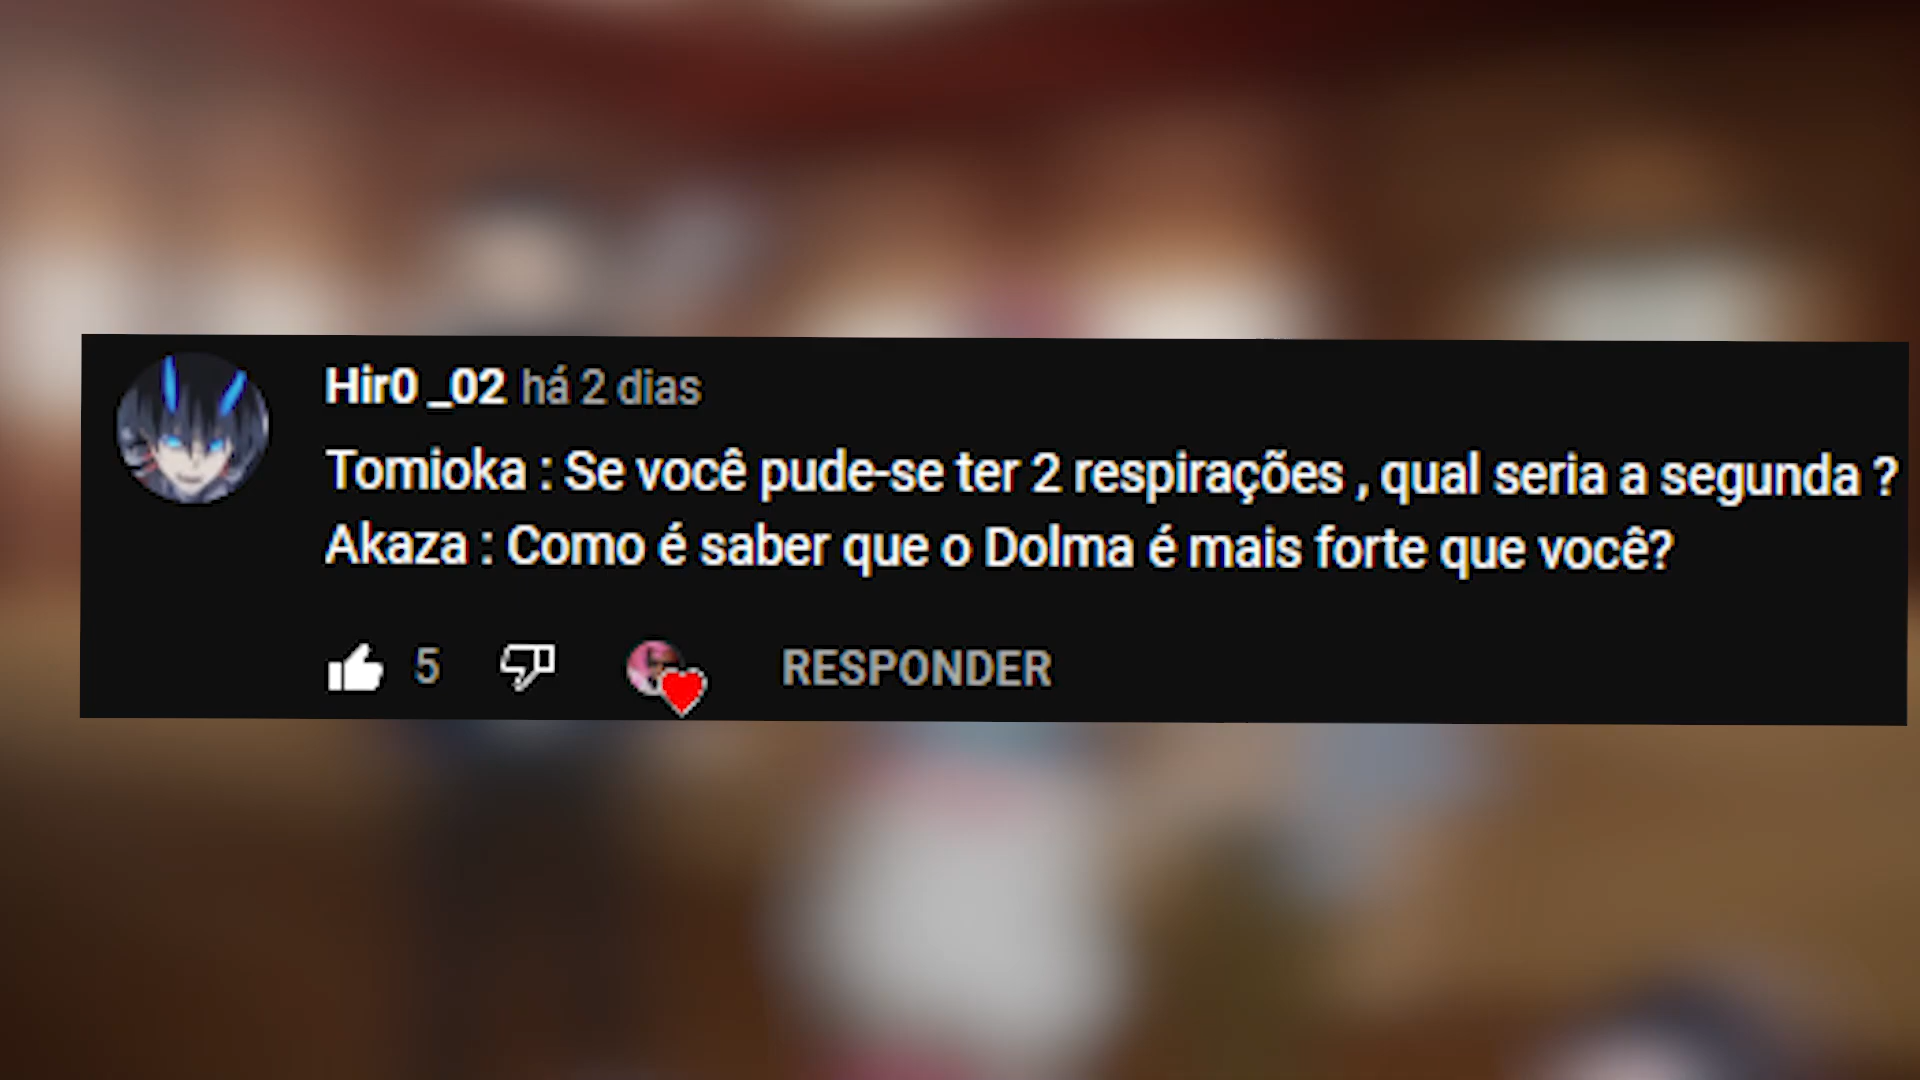 Hir0 _02 há 2 dias
Tomioka : Se você pude-se ter 2 respirações , qual seria a segunda ?
Akaza : Como é saber que o Dolma é mais forte que você?
5 RESPONDER